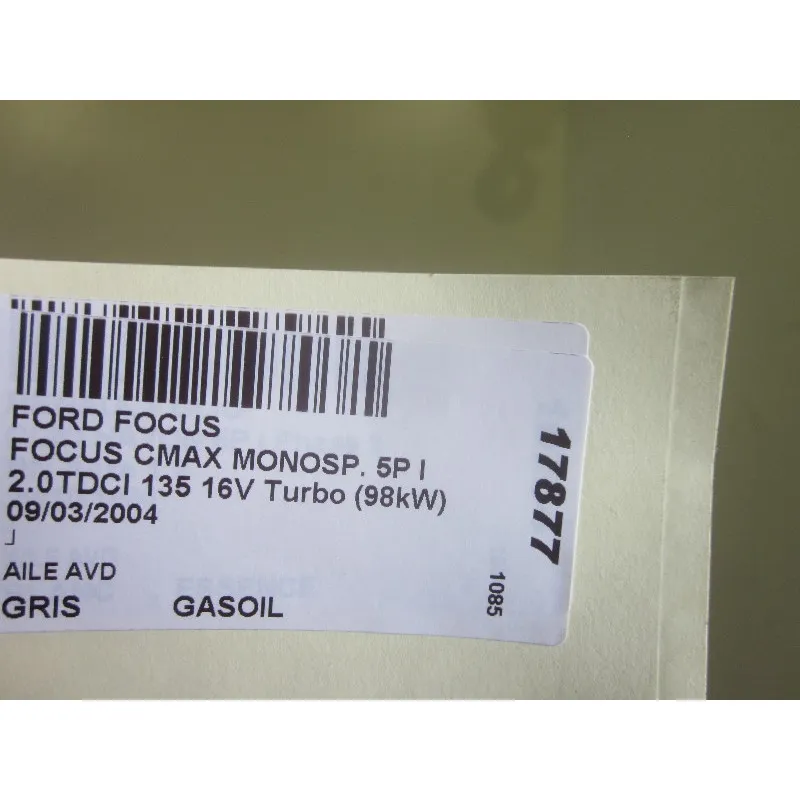 FORD FOCUS
FOCUS CMAX MONOSP. 5P I
2.0TDCI 135 16V Turbo (98kW)
09/03/2004
AILE AVD
GRIS GASOIL
17877
1085